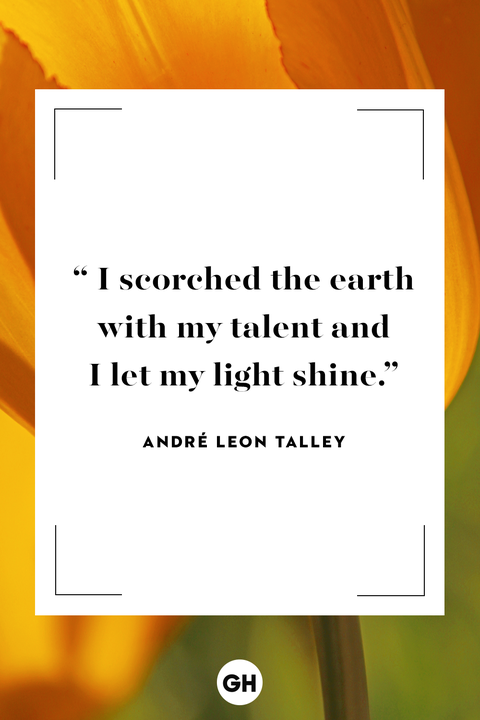 “ I scorched the earth
with my talent and
I let my light shine.”
ANDRÉ LEON TALLEY
GH